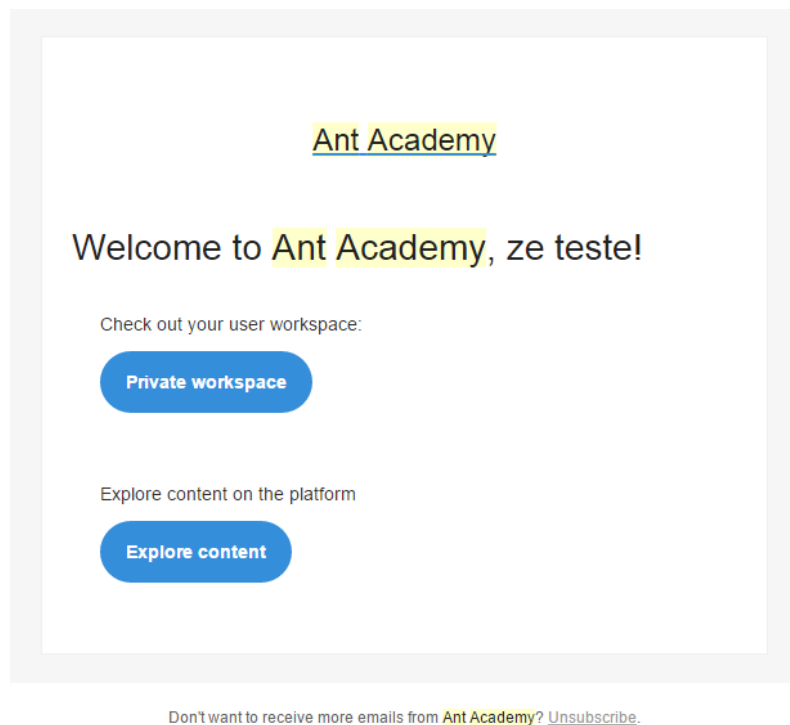 Ant Academy
Welcome to Ant Academy, ze teste!
Check out your user workspace:
Private workspace
Explore content on the platform
Explore content
Don't want to receive more emails from Ant Academy? Unsubscribe.